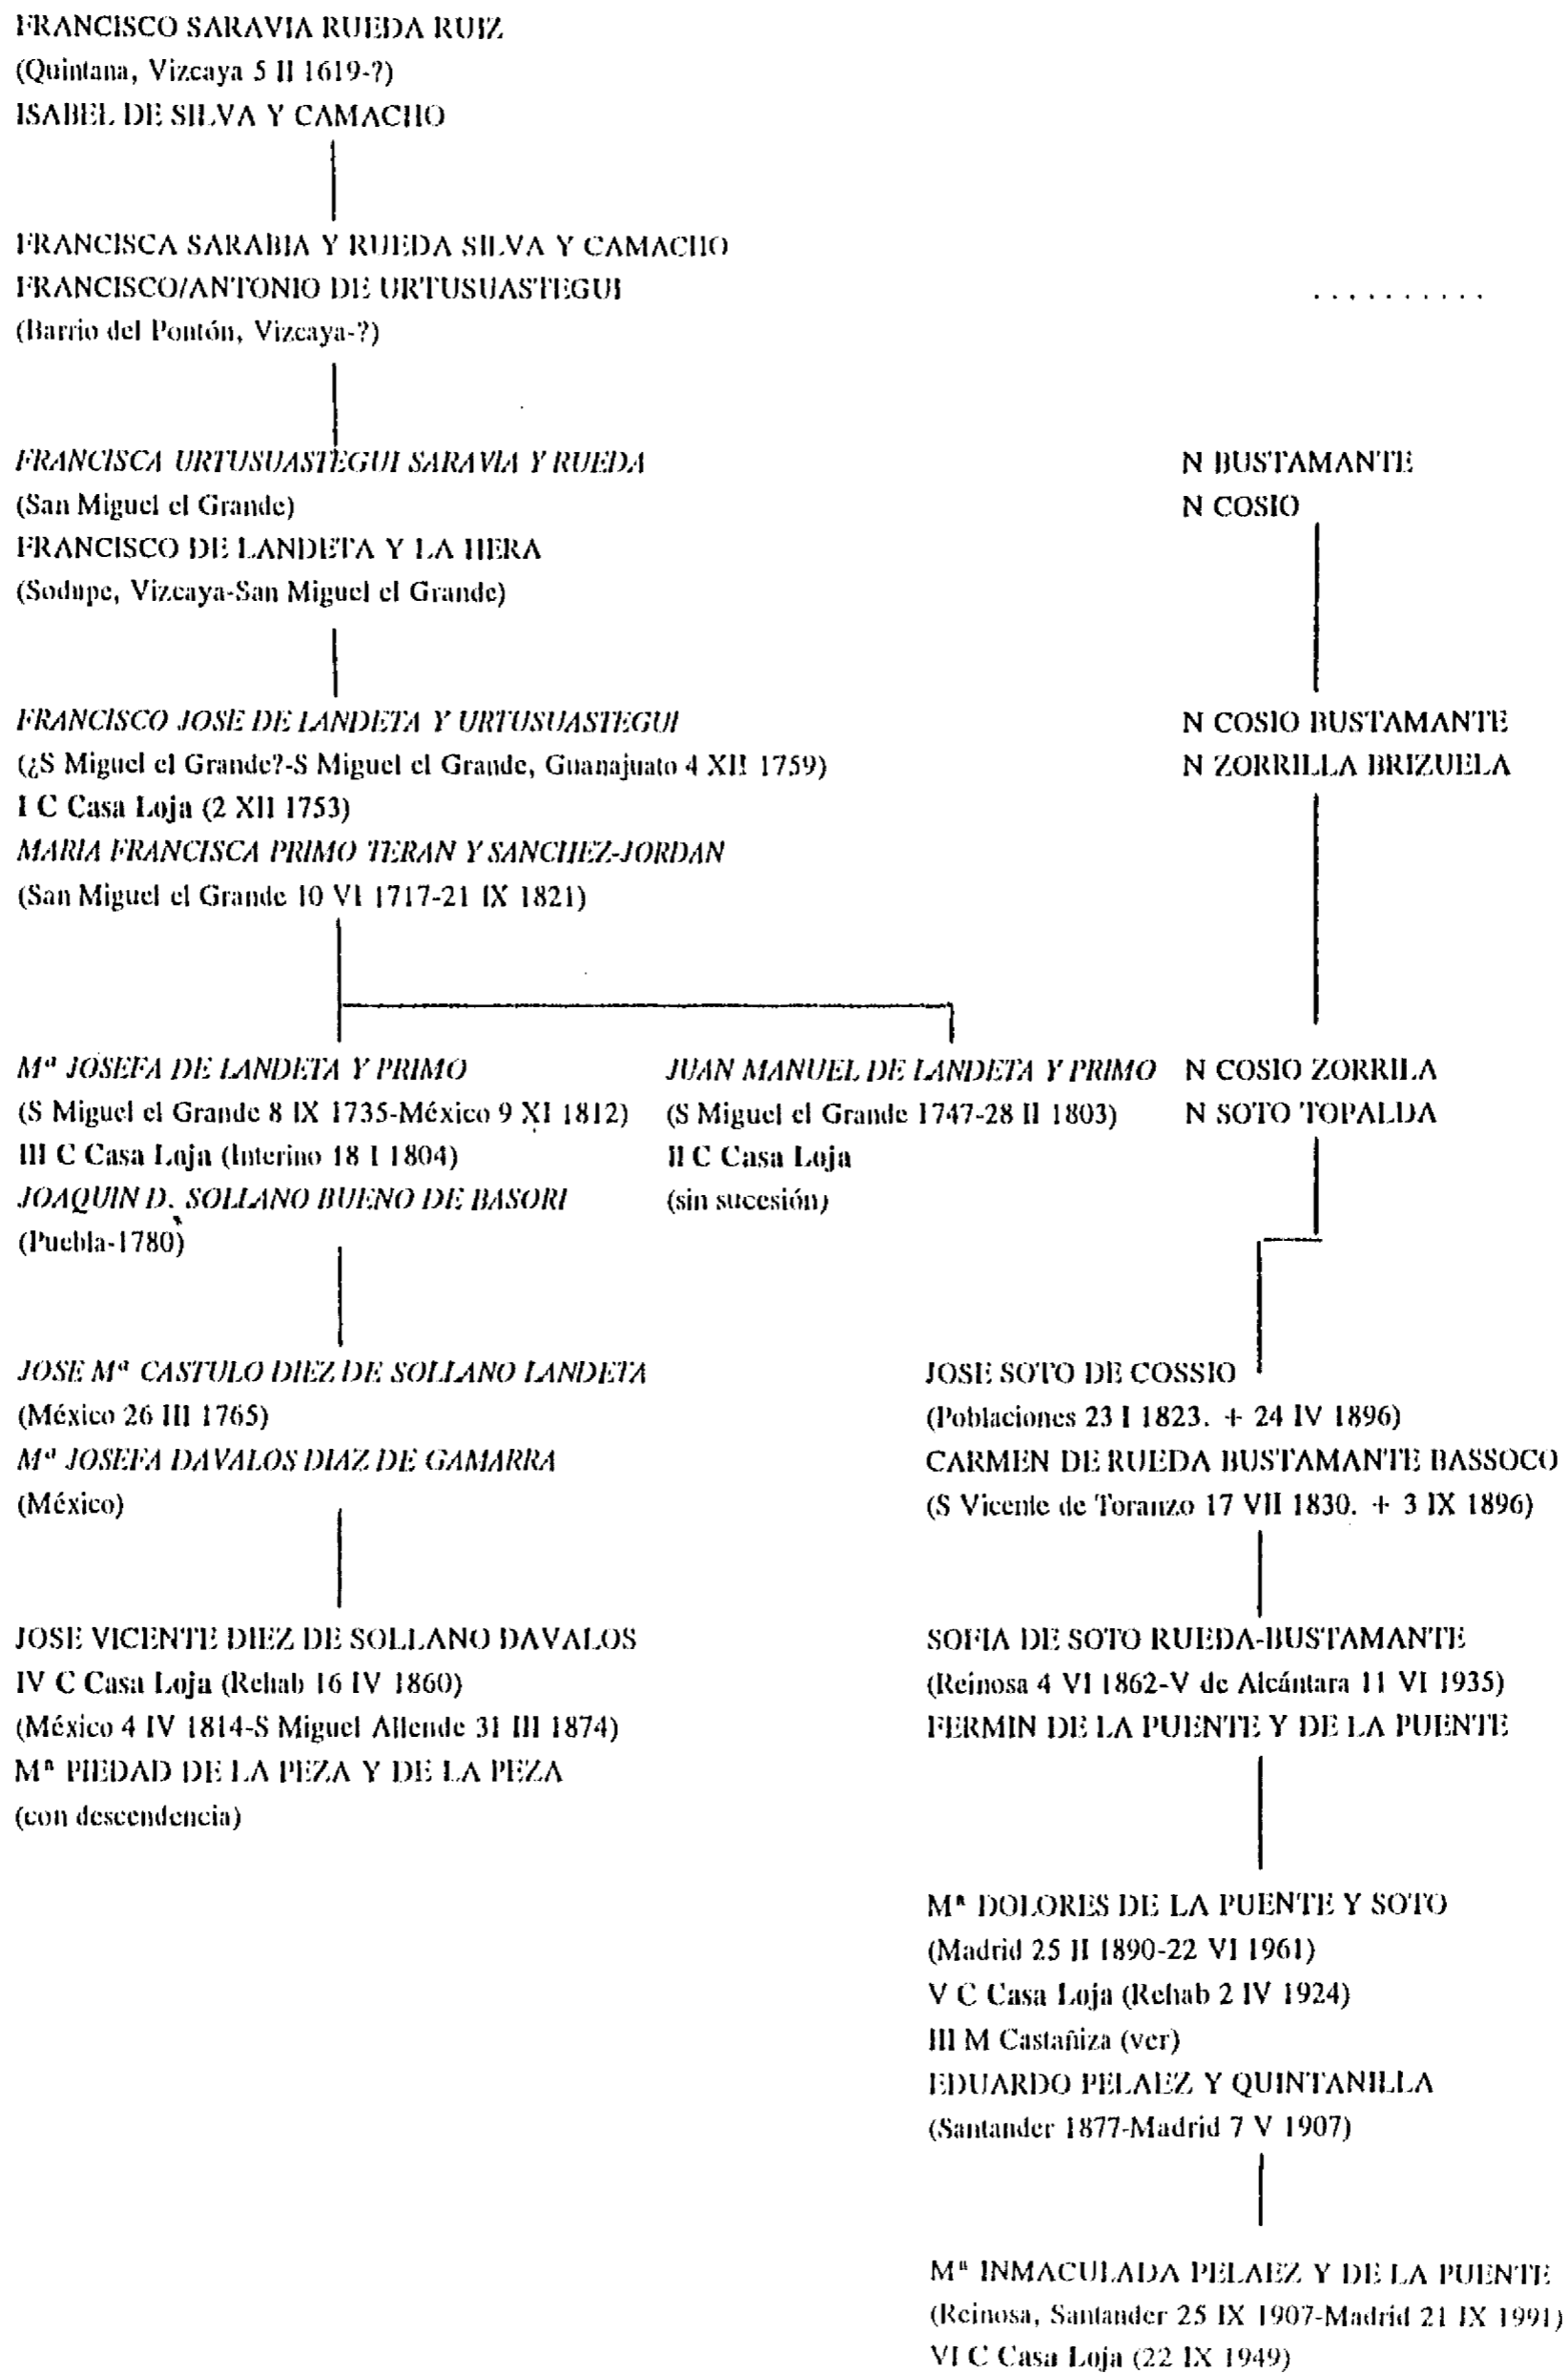 FRANCISCO SARAVIA RUEDA RUIZ
(Quintana, Vizcaya 5 II 1619-?)
ISABEL DE SILVA Y CAMACHO
FRANCISCA SARABIA Y RUEDA SILVA Y CAMACHO
FRANCISCO/ANTONIO DE URTUSUASTEGUI
(Barrio del Pontón, Vizcaya-?)
. . . . . . . . . .
FRANCISCA URTUSUASTEGUI SARAVIA Y RUEDA
(San Miguel el Grande)
FRANCISCO DE LANDETA Y LA HERA
(Sodupe, Vizcaya-San Miguel el Grande)
N BUSTAMANTE
N COSIO
FRANCISCO JOSE DE LANDETA Y URTUSUASTEGUI
(¿S Miguel el Grande?-S Miguel el Grande, Guanajuato 4 XII 1759)
I C Casa Loja (2 XII 1753)
MARIA FRANCISCA PRIMO TERAN Y SANCHEZ-JORDAN
(San Miguel el Grande 10 VI 1717-21 IX 1821)
N COSIO BUSTAMANTE
N ZORRILLA BRIZUELA
Mª JOSEFA DE LANDETA Y PRIMO
(S Miguel el Grande 8 IX 1735-México 9 XI 1812)
III C Casa Loja (Interino 18 I 1804)
JOAQUIN D. SOLLANO BUENO DE BASORI
(Puebla-1780)
JUAN MANUEL DE LANDETA Y PRIMO
(S Miguel el Grande 1747-28 II 1803)
II C Casa Loja
(sin sucesión)
N COSIO ZORRILA
N SOTO TOPALDA
JOSE Mª CASTULO DIEZ DE SOLLANO LANDETA
(México 26 III 1765)
Mª JOSEFA DAVALOS DIAZ DE GAMARRA
(México)
JOSE SOTO DE COSSIO
(Poblaciones 23 I 1823. + 24 IV 1896)
CARMEN DE RUEDA BUSTAMANTE BASSOCO
(S Vicente de Toranzo 17 VII 1830. + 3 IX 1896)
JOSE VICENTE DIEZ DE SOLLANO DAVALOS
IV C Casa Loja (Rehab 16 IV 1860)
(México 4 IV 1814-S Miguel Allende 31 III 1874)
Mª PIEDAD DE LA PEZA Y DE LA PEZA
(con descendencia)
SOFIA DE SOTO RUEDA-BUSTAMANTE
(Reinosa 4 VI 1862-V de Alcántara 11 VI 1935)
FERMIN DE LA PUENTE Y DE LA PUENTE
Mª DOLORES DE LA PUENTE Y SOTO
(Madrid 25 II 1890-22 VI 1961)
V C Casa Loja (Rehab 2 IV 1924)
III M Castañiza (ver)
EDUARDO PELAEZ Y QUINTANILLA
(Santander 1877-Madrid 7 V 1907)
Mª INMACULADA PELAEZ Y DE LA PUENTE
(Reinosa, Santander 25 IX 1907-Madrid 21 IX 1991)
VI C Casa Loja (22 IX 1949)